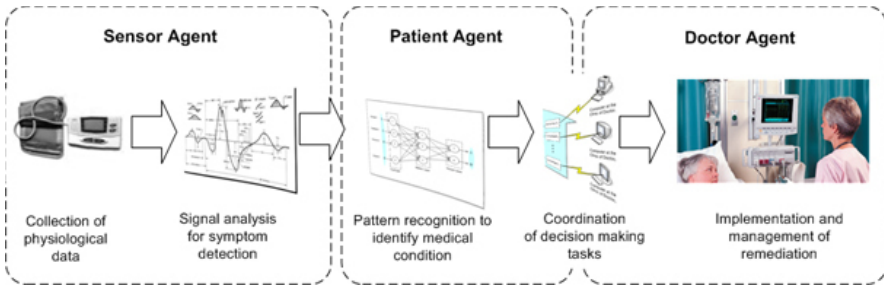 Sensor Agent
Patient Agent
Doctor Agent
Collection of
physiological
data
Signal analysis
for symptom
detection
Pattern recognition to
identify medical
condition
Coordination
of decision making
tasks
Implementation and
management of
remediation